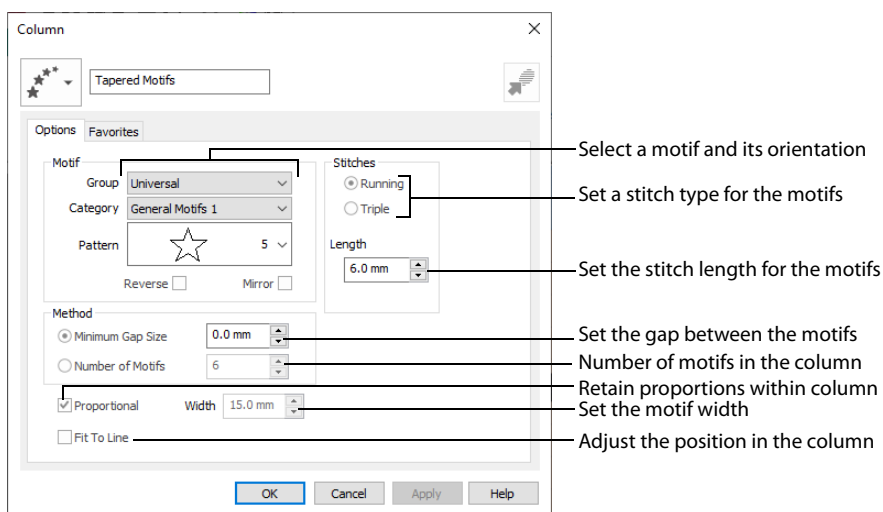 Column
Tapered Motifs
Options Favorites
Motif
Group Universal
Category General Motifs 1
Pattern 5
Reverse Mirror
Stitches
Running
Triple
Length
6.0 mm
Method
Minimum Gap Size 0.0 mm
Number of Motifs 6
Proportional Width 15.0 mm
Fit To Line
OK Cancel Apply Help
Select a motif and its orientation
Set a stitch type for the motifs
Set the stitch length for the motifs
Set the gap between the motifs
Number of motifs in the column
Retain proportions within column
Set the motif width
Adjust the position in the column